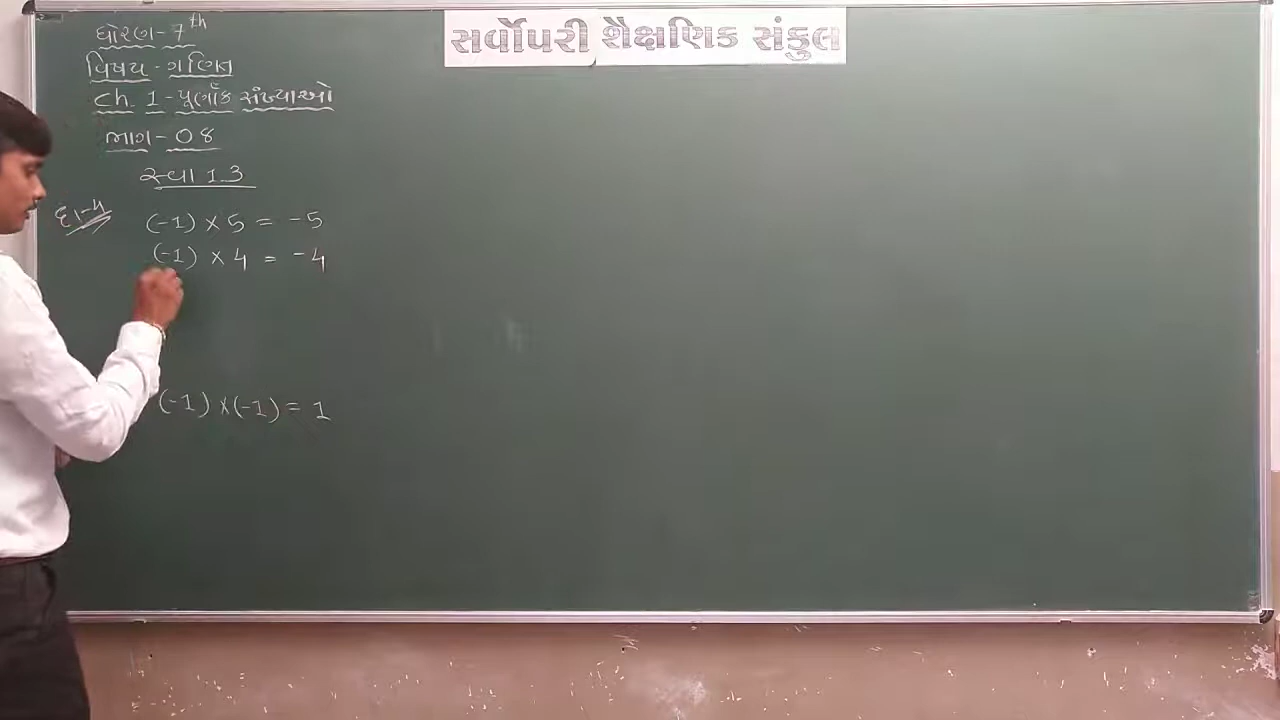 સર્વોપરી શૈક્ષણિક સંકુલ
ધોરણ - 7th
વિષય - ગણિત
Ch. 1 - પૂર્ણાંક સંખ્યાઓ
ભાગ - 08
સ્વા 1.3
દા-4
(-1) × 5 = -5
(-1) × 4 = -4
(-1) × (-1) = 1